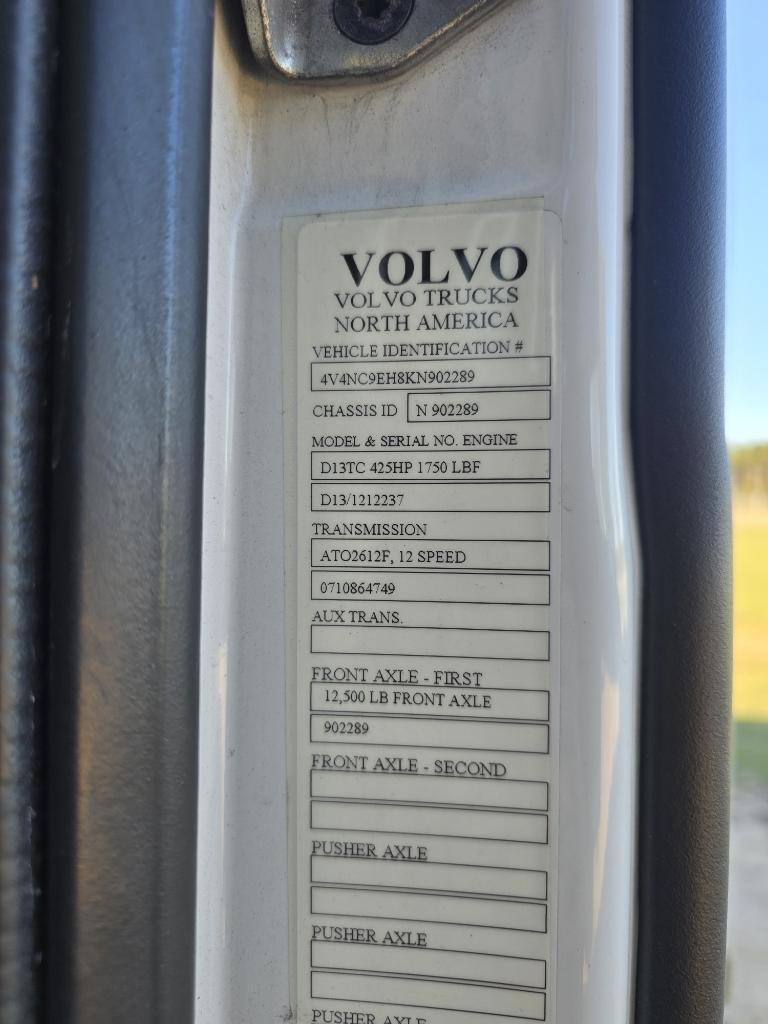 VOLVO
VOLVO TRUCKS
NORTH AMERICA
VEHICLE IDENTIFICATION #
4V4NC9EH8KN902289
CHASSIS ID N 902289
MODEL & SERIAL NO. ENGINE
D13TC 425HP 1750 LBF
D13/1212237
TRANSMISSION
ATO2612F, 12 SPEED
0710864749
AUX TRANS.
FRONT AXLE - FIRST
12,500 LB FRONT AXLE
902289
FRONT AXLE - SECOND
PUSHER AXLE
PUSHER AXLE
PUSHER AXLE